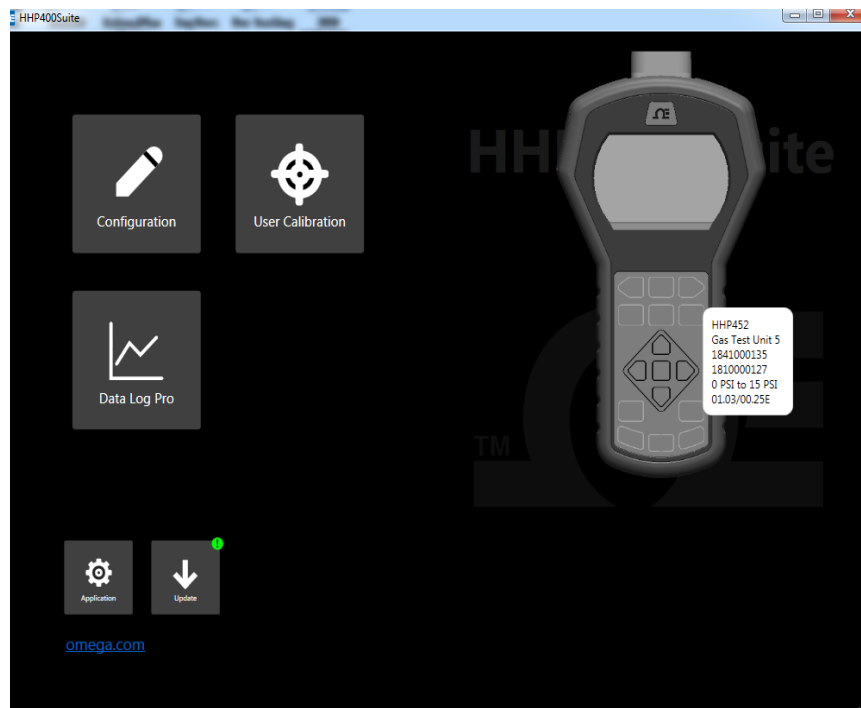 HHP400Suite
Configuration
User Calibration
Data Log Pro
HHP452
Gas Test Unit 5
1841000135
1810000127
0 PSI to 15 PSI
01.03/00.25E
TM
Application
Update
omega.com